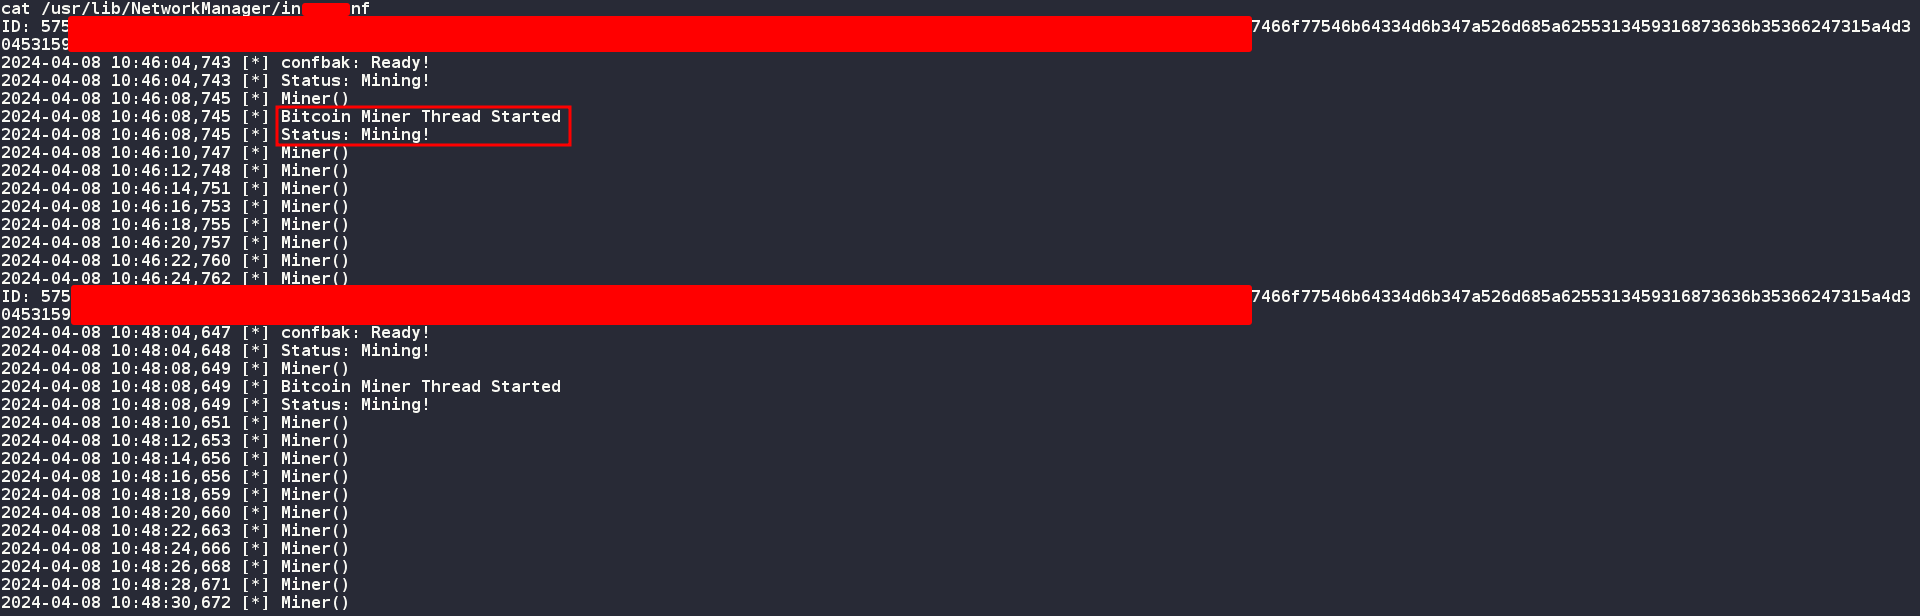 cat /usr/lib/NetworkManager/in nf
ID: 575 7466f77546b64334d6b347a526d685a6255313459316873636b35366247315a4d3
0453159
2024-04-08 10:46:04,743 [*] confbak: Ready!
2024-04-08 10:46:04,743 [*] Status: Mining!
2024-04-08 10:46:08,745 [*] Miner()
2024-04-08 10:46:08,745 [*] Bitcoin Miner Thread Started
2024-04-08 10:46:08,745 [*] Status: Mining!
2024-04-08 10:46:10,747 [*] Miner()
2024-04-08 10:46:12,748 [*] Miner()
2024-04-08 10:46:14,751 [*] Miner()
2024-04-08 10:46:16,753 [*] Miner()
2024-04-08 10:46:18,755 [*] Miner()
2024-04-08 10:46:20,757 [*] Miner()
2024-04-08 10:46:22,760 [*] Miner()
2024-04-08 10:46:24,762 [*] Miner()
ID: 575 7466f77546b64334d6b347a526d685a6255313459316873636b35366247315a4d3
0453159
2024-04-08 10:48:04,647 [*] confbak: Ready!
2024-04-08 10:48:04,648 [*] Status: Mining!
2024-04-08 10:48:08,649 [*] Miner()
2024-04-08 10:48:08,649 [*] Bitcoin Miner Thread Started
2024-04-08 10:48:08,649 [*] Status: Mining!
2024-04-08 10:48:10,651 [*] Miner()
2024-04-08 10:48:12,653 [*] Miner()
2024-04-08 10:48:14,656 [*] Miner()
2024-04-08 10:48:16,656 [*] Miner()
2024-04-08 10:48:18,659 [*] Miner()
2024-04-08 10:48:20,660 [*] Miner()
2024-04-08 10:48:22,663 [*] Miner()
2024-04-08 10:48:24,666 [*] Miner()
2024-04-08 10:48:26,668 [*] Miner()
2024-04-08 10:48:28,671 [*] Miner()
2024-04-08 10:48:30,672 [*] Miner()